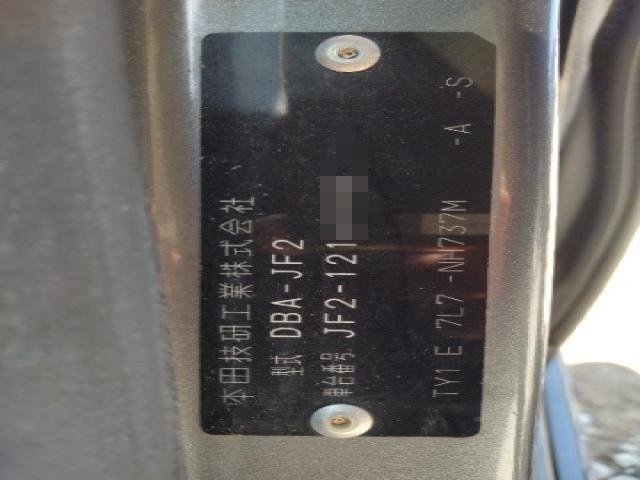 本田技研工業株式会社
型式 DBA-JF2
車台番号 JF2-121
TY1 E 7L7 -NH737M -A -S